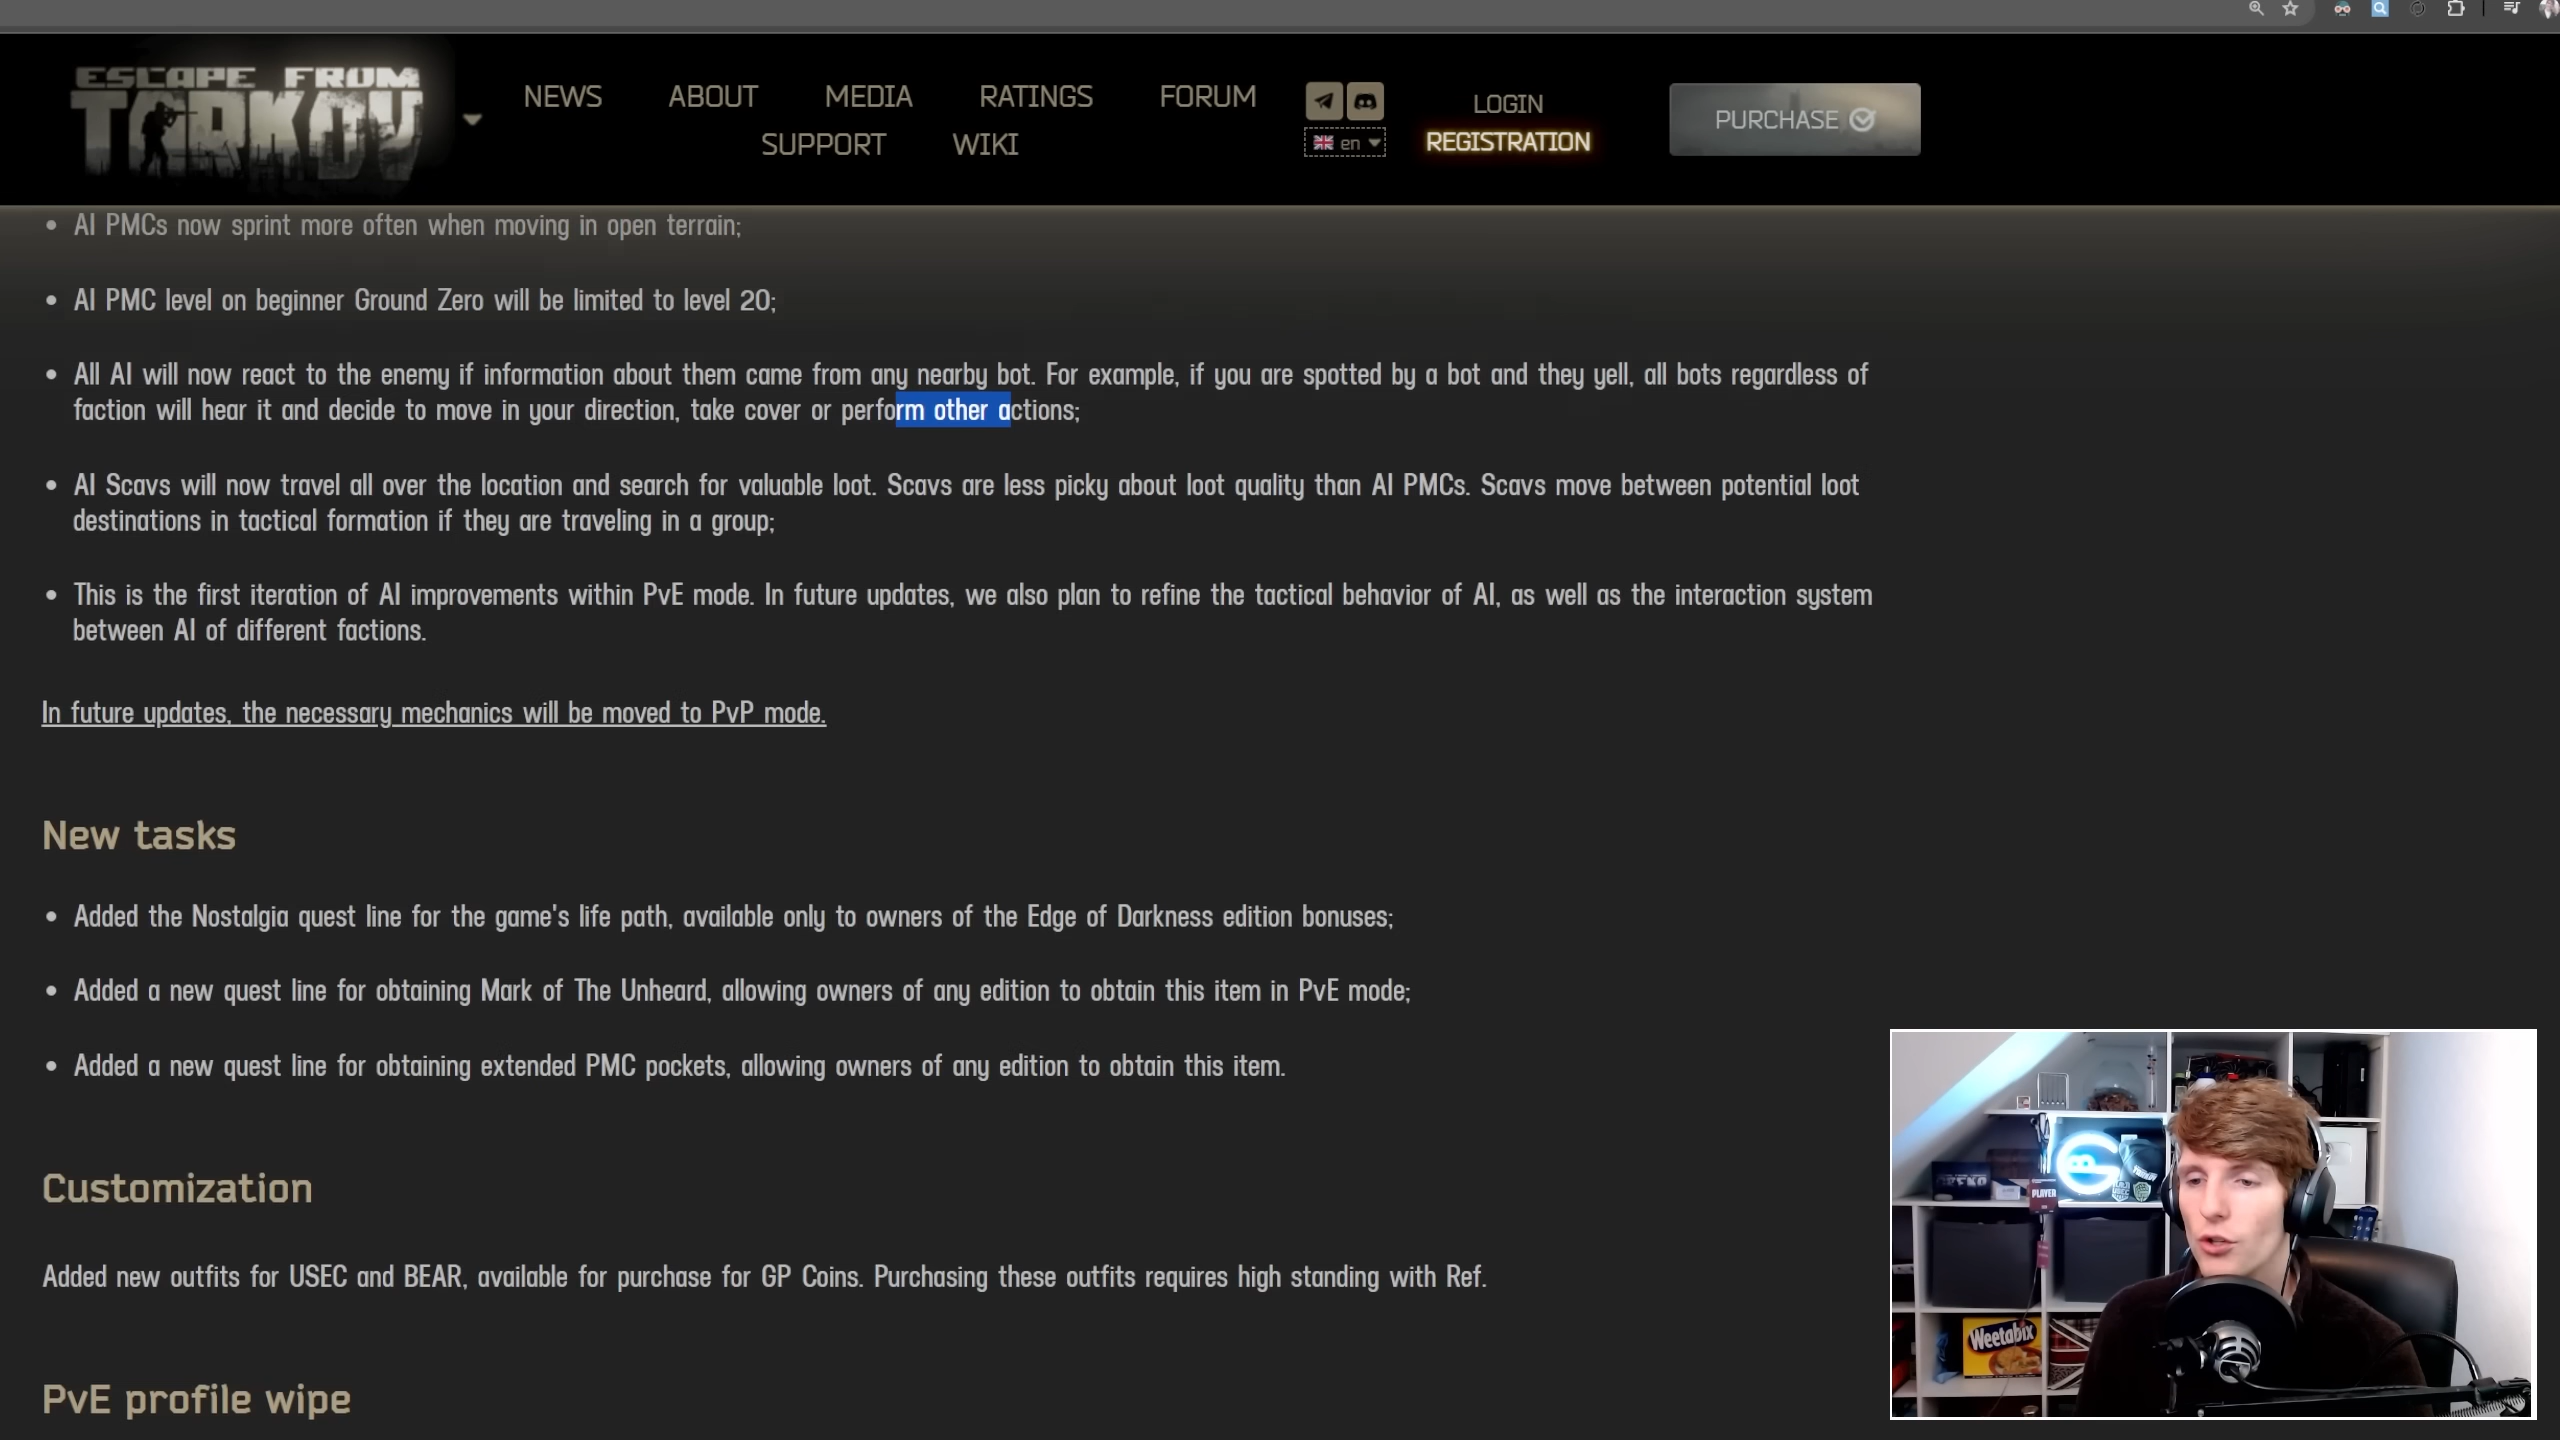 ESCAPE FROM
TARKOV
NEWS ABOUT MEDIA RATINGS FORUM
SUPPORT WIKI
en
LOGIN
REGISTRATION
PURCHASE
• AI PMCs now sprint more often when moving in open terrain;
• AI PMC level on beginner Ground Zero will be limited to level 20;
• All AI will now react to the enemy if information about them came from any nearby bot. For example, if you are spotted by a bot and they yell, all bots regardless of
faction will hear it and decide to move in your direction, take cover or perform other actions;
• AI Scavs will now travel all over the location and search for valuable loot. Scavs are less picky about loot quality than AI PMCs. Scavs move between potential loot
destinations in tactical formation if they are traveling in a group;
• This is the first iteration of AI improvements within PvE mode. In future updates, we also plan to refine the tactical behavior of AI, as well as the interaction system
between AI of different factions.
In future updates, the necessary mechanics will be moved to PvP mode.
New tasks
• Added the Nostalgia quest line for the game's life path, available only to owners of the Edge of Darkness edition bonuses;
• Added a new quest line for obtaining Mark of The Unheard, allowing owners of any edition to obtain this item in PvE mode;
• Added a new quest line for obtaining extended PMC pockets, allowing owners of any edition to obtain this item.
Customization
Added new outfits for USEC and BEAR, available for purchase for GP Coins. Purchasing these outfits requires high standing with Ref.
PvE profile wipe
PLAYER
Weetabix